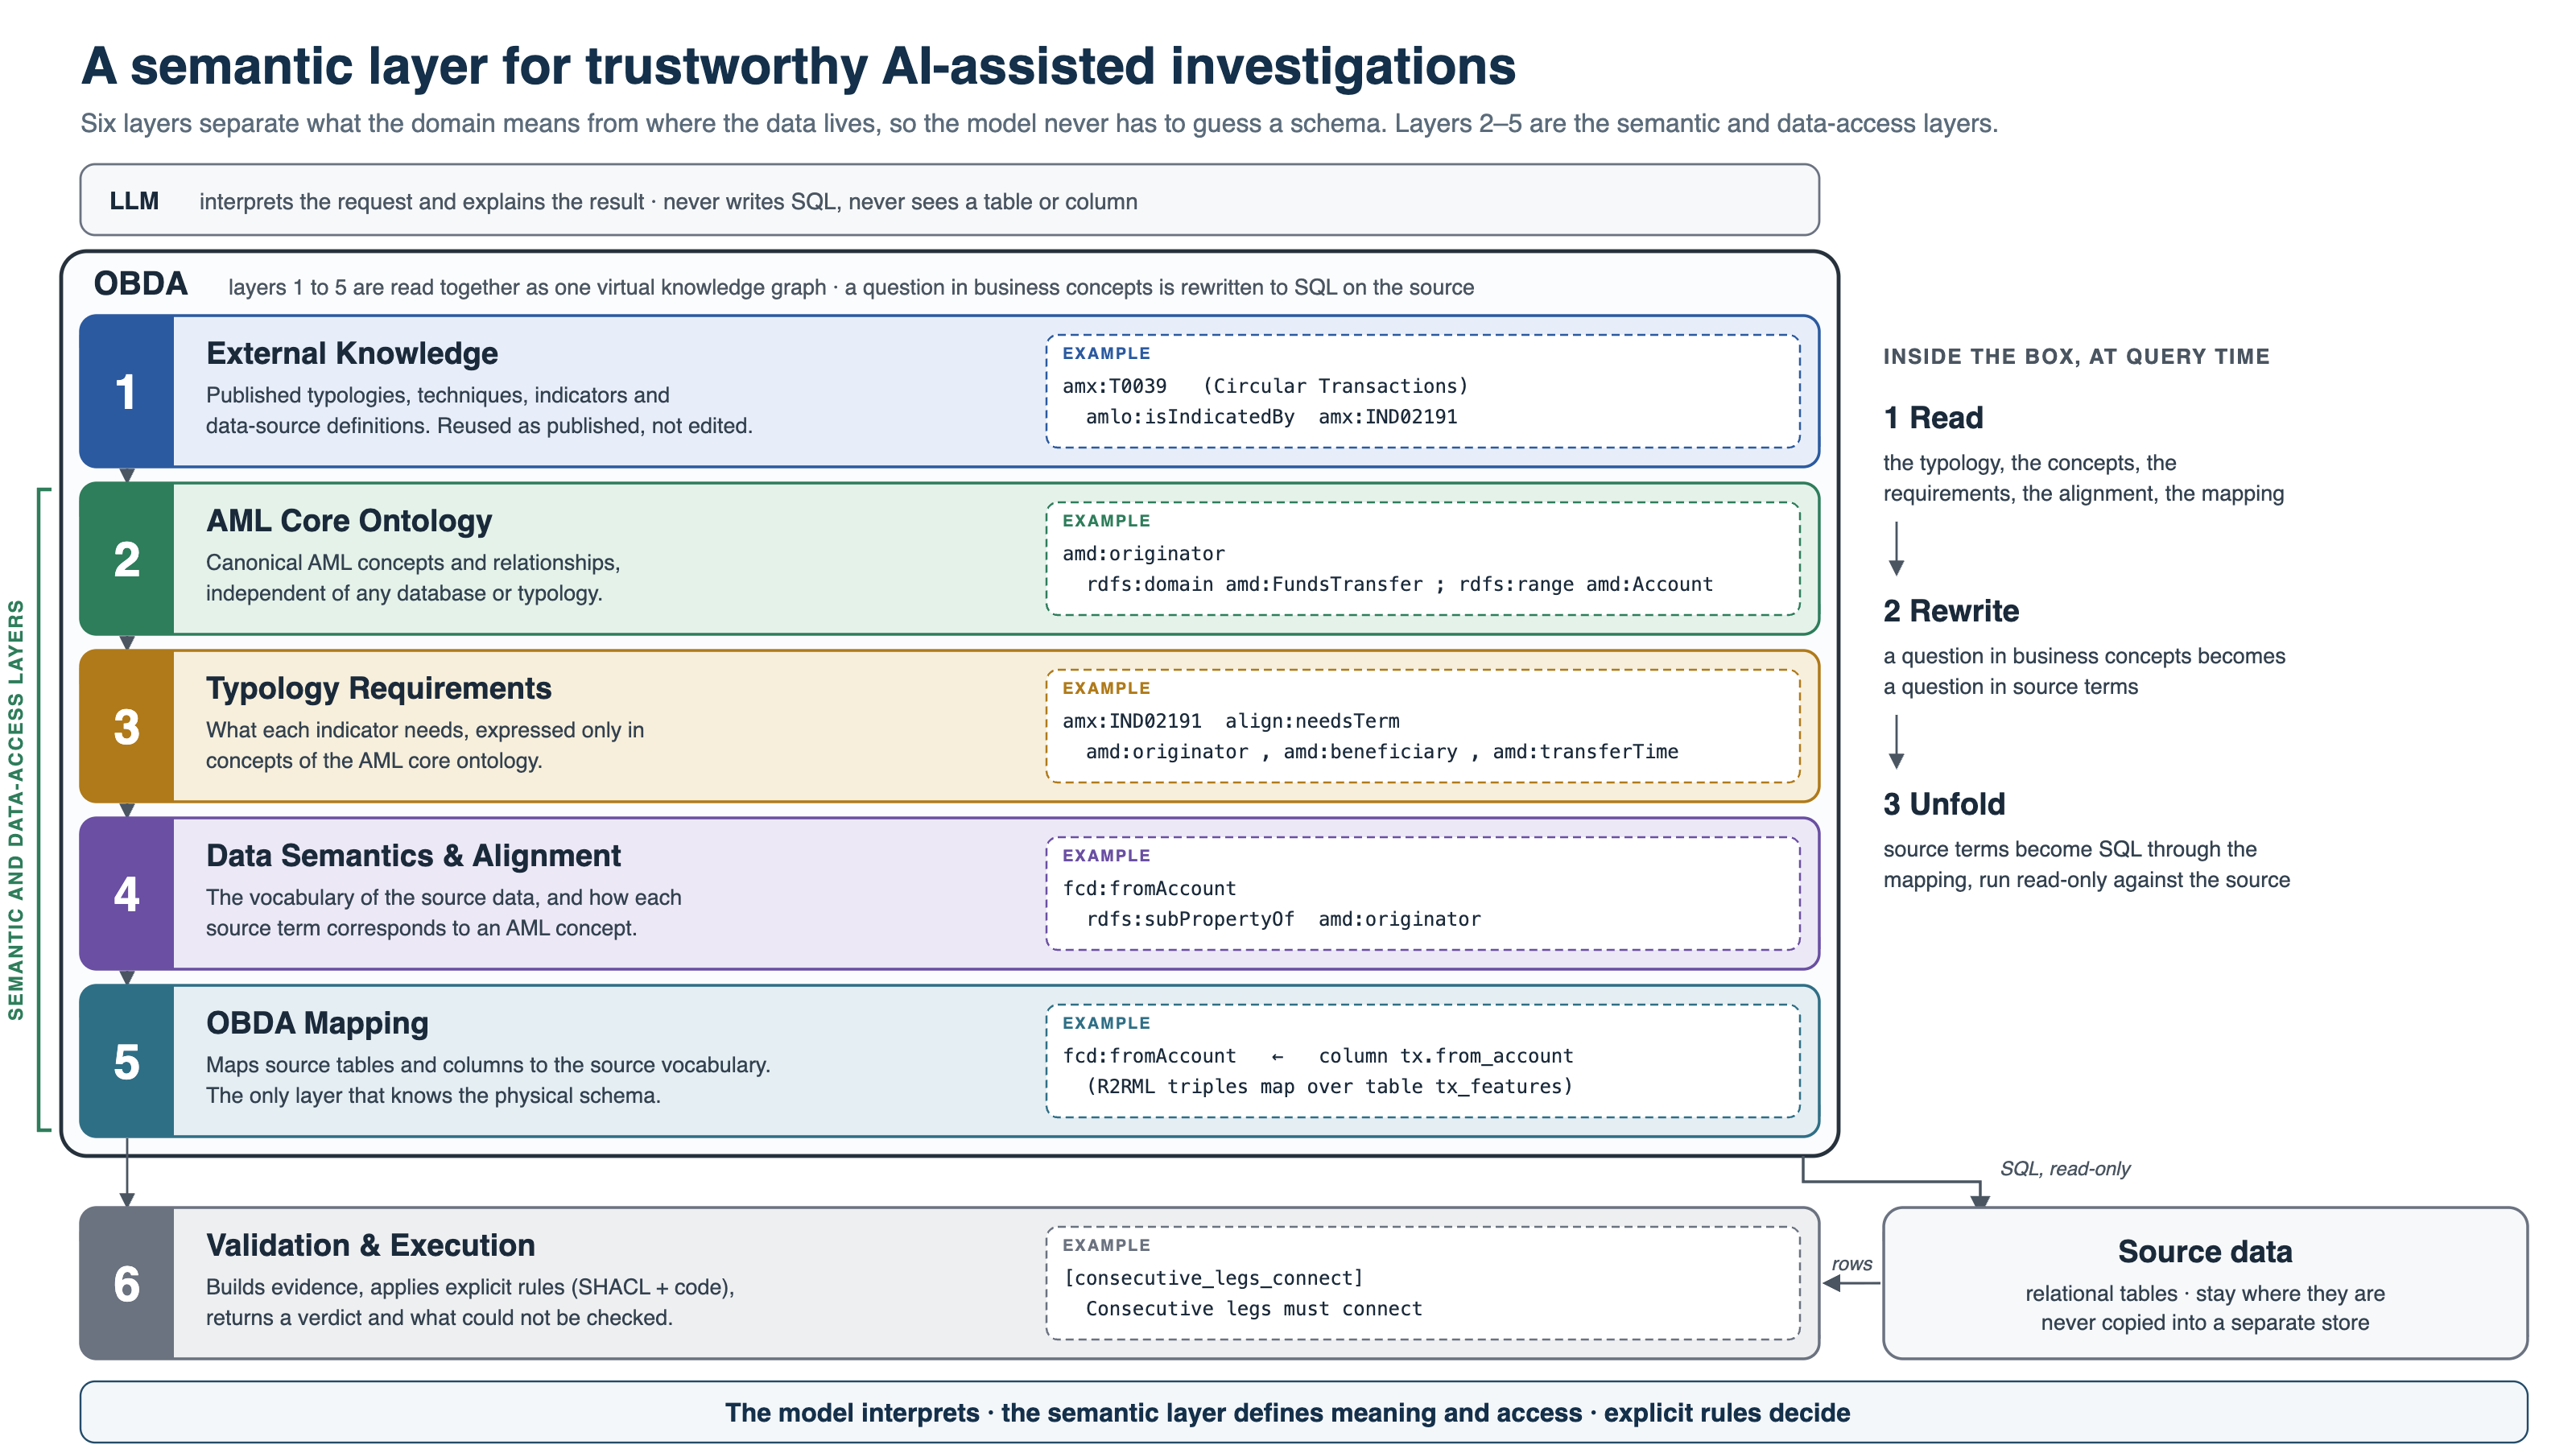 A semantic layer for trustworthy AI-assisted investigations
Six layers separate what the domain means from where the data lives, so the model never has to guess a schema. Layers 2–5 are the semantic and data-access layers.
LLM interprets the request and explains the result · never writes SQL, never sees a table or column
OBDA layers 1 to 5 are read together as one virtual knowledge graph · a question in business concepts is rewritten to SQL on the source
SEMANTIC AND DATA-ACCESS LAYERS
1
External Knowledge
Published typologies, techniques, indicators and
data-source definitions. Reused as published, not edited.
EXAMPLE
amx:T0039 (Circular Transactions)
amlo:isIndicatedBy amx:IND02191
2
AML Core Ontology
Canonical AML concepts and relationships,
independent of any database or typology.
EXAMPLE
amd:originator
rdfs:domain amd:FundsTransfer ; rdfs:range amd:Account
3
Typology Requirements
What each indicator needs, expressed only in
concepts of the AML core ontology.
EXAMPLE
amx:IND02191 align:needsTerm
amd:originator , amd:beneficiary , amd:transferTime
4
Data Semantics & Alignment
The vocabulary of the source data, and how each
source term corresponds to an AML concept.
EXAMPLE
fcd:fromAccount
rdfs:subPropertyOf amd:originator
5
OBDA Mapping
Maps source tables and columns to the source vocabulary.
The only layer that knows the physical schema.
EXAMPLE
fcd:fromAccount ← column tx.from_account
(R2RML triples map over table tx_features)
INSIDE THE BOX, AT QUERY TIME
1 Read
the typology, the concepts, the
requirements, the alignment, the mapping
2 Rewrite
a question in business concepts becomes
a question in source terms
3 Unfold
source terms become SQL through the
mapping, run read-only against the source
SQL, read-only
6
Validation & Execution
Builds evidence, applies explicit rules (SHACL + code),
returns a verdict and what could not be checked.
EXAMPLE
[consecutive_legs_connect]
Consecutive legs must connect
rows
Source data
relational tables · stay where they are
never copied into a separate store
The model interprets · the semantic layer defines meaning and access · explicit rules decide